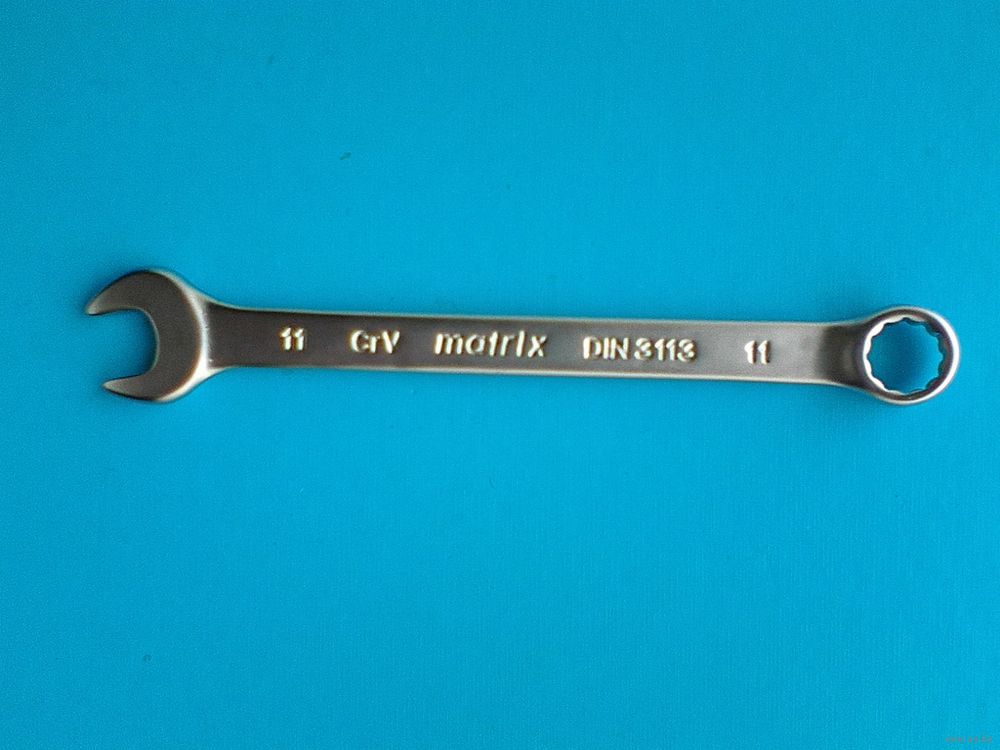 11 CrV matrix DIN 3113 11